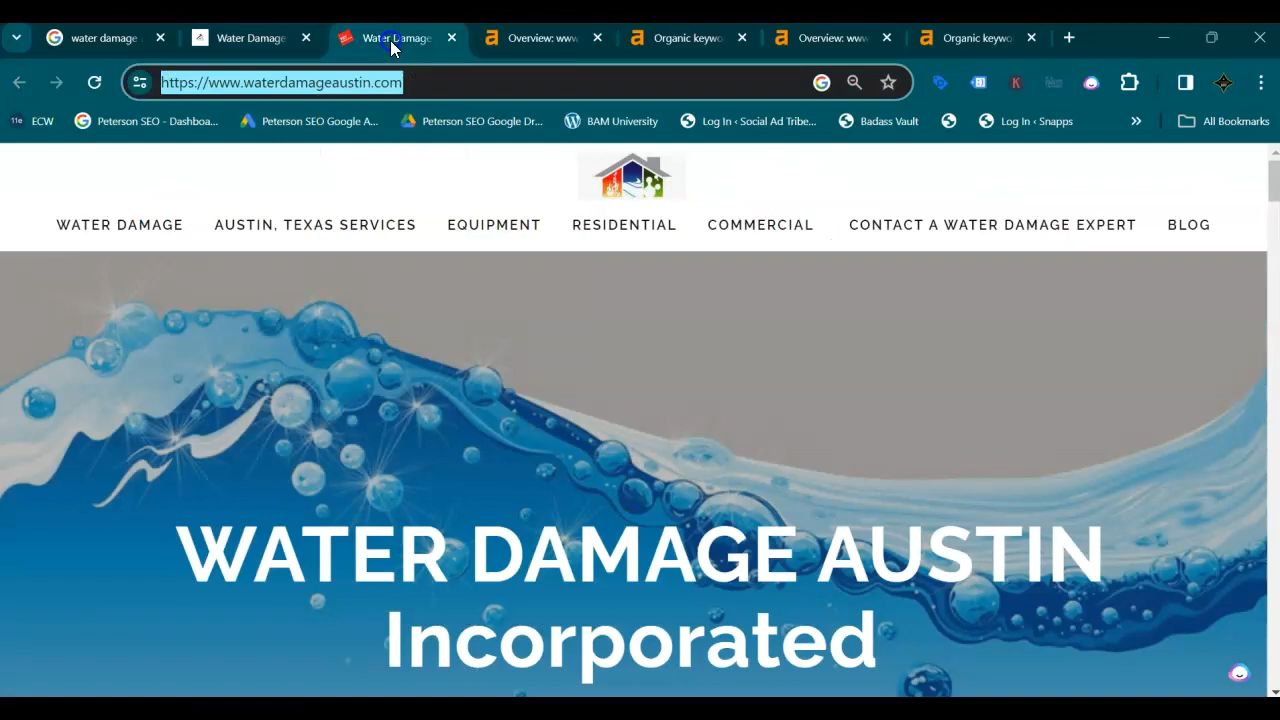 water damage
Water Damage
Water Damage
Overview: www
Organic keywo
Overview: www
Organic keywo
https://www.waterdamageaustin.com
ECW
Peterson SEO - Dashboa...
Peterson SEO Google A...
Peterson SEO Google Dr...
BAM University
Log In ‹ Social Ad Tribe...
Badass Vault
Log In ‹ Snapps
All Bookmarks
WATER DAMAGE
AUSTIN, TEXAS SERVICES
EQUIPMENT
RESIDENTIAL
COMMERCIAL
CONTACT A WATER DAMAGE EXPERT
BLOG
WATER DAMAGE AUSTIN
Incorporated